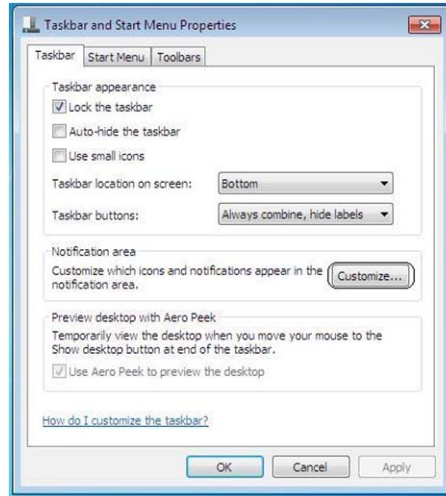 Taskbar and Start Menu Properties
Taskbar
Start Menu
Toolbars
Taskbar appearance
Lock the taskbar
Auto-hide the taskbar
Use small icons
Taskbar location on screen:
Bottom
Taskbar buttons:
Always combine, hide labels
Notification area
Customize which icons and notifications appear in the
notification area.
Customize...
Preview desktop with Aero Peek
Temporarily view the desktop when you move your mouse to the
Show desktop button at end of the taskbar.
Use Aero Peek to preview the desktop
How do I customize the taskbar?
OK
Cancel
Apply